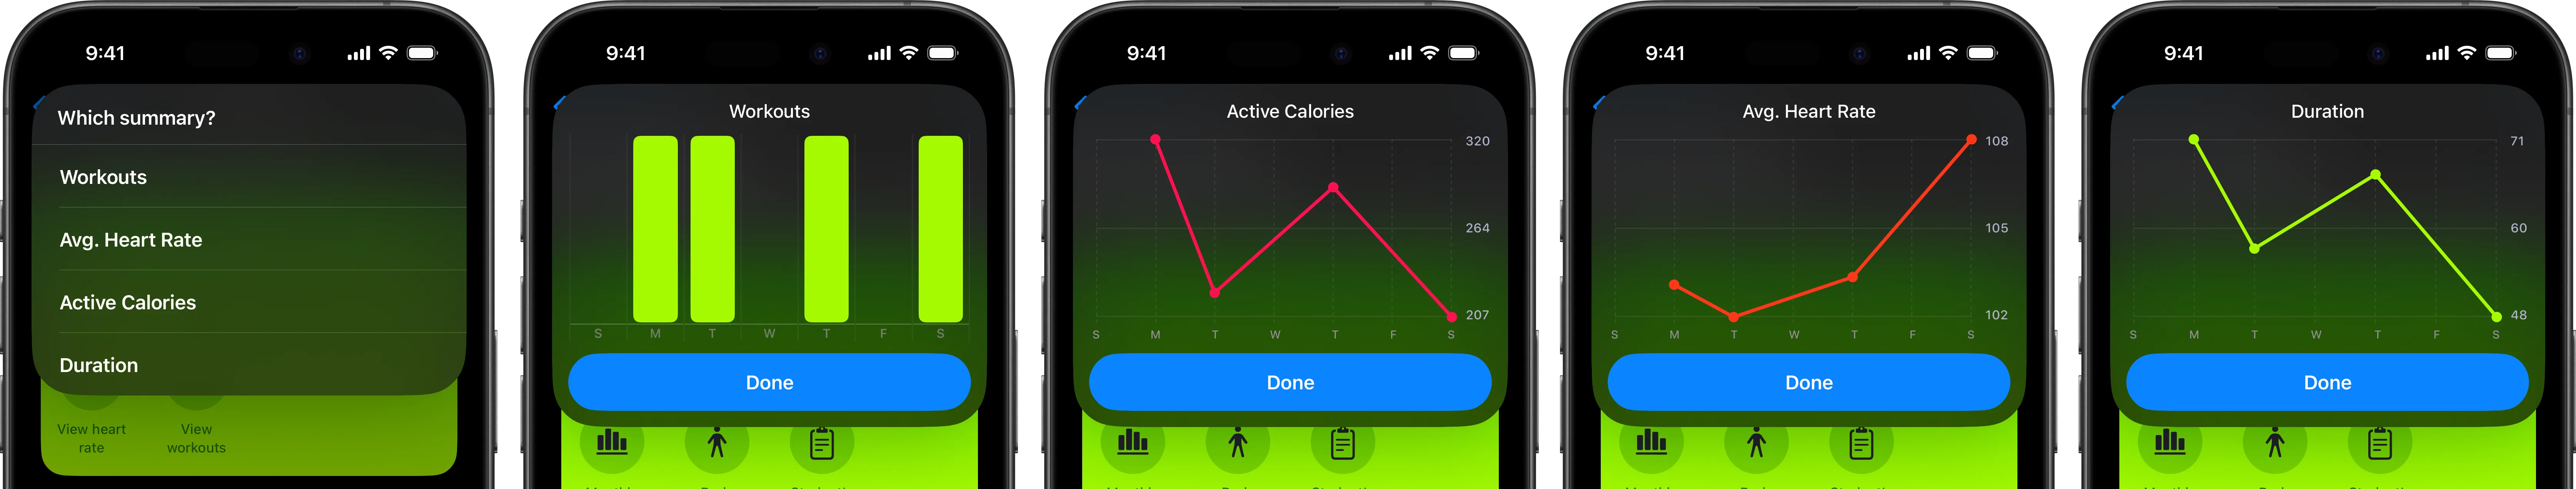 9:41
Which summary?
Workouts
Avg. Heart Rate
Active Calories
Duration
View heart
rate
View
workouts
9:41
Workouts
S M T W T F S
Done
9:41
Active Calories
320
264
207
S M T W T F S
Done
9:41
Avg. Heart Rate
108
105
102
S M T W T F S
Done
9:41
Duration
71
60
48
S M T W T F S
Done